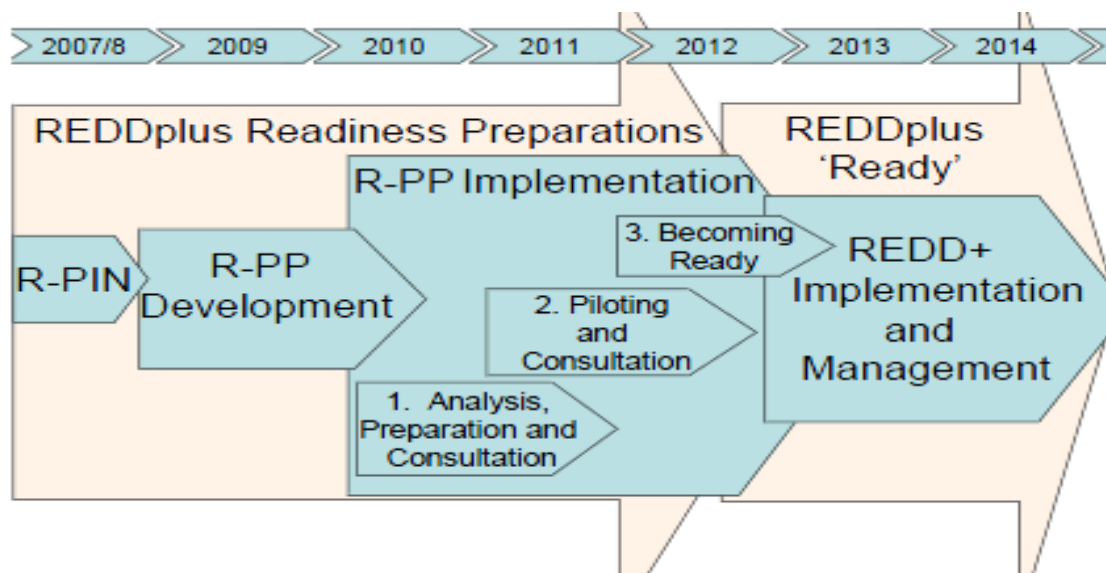 2007/8 2009 2010 2011 2012 2013 2014
REDDplus Readiness Preparations
REDDplus
'Ready'
R-PP Implementation
R-PIN
R-PP
Development
3. Becoming
Ready
2. Piloting
and
Consultation
1. Analysis,
Preparation and
Consultation
REDD+
Implementation
and
Management